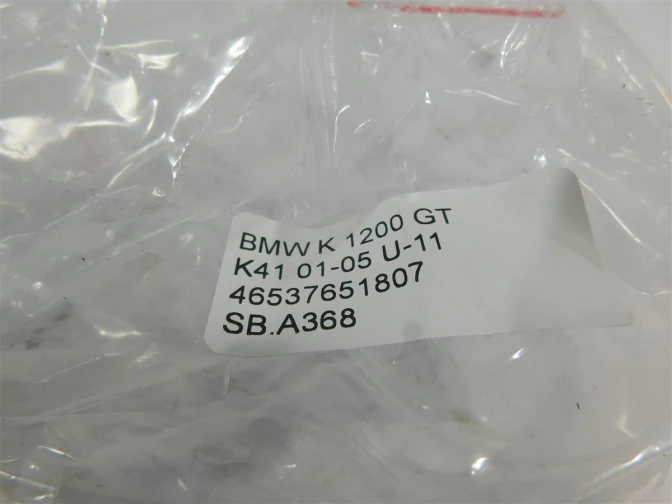 BMW K 1200 GT
K41 01-05 U-11
46537651807
SB.A368